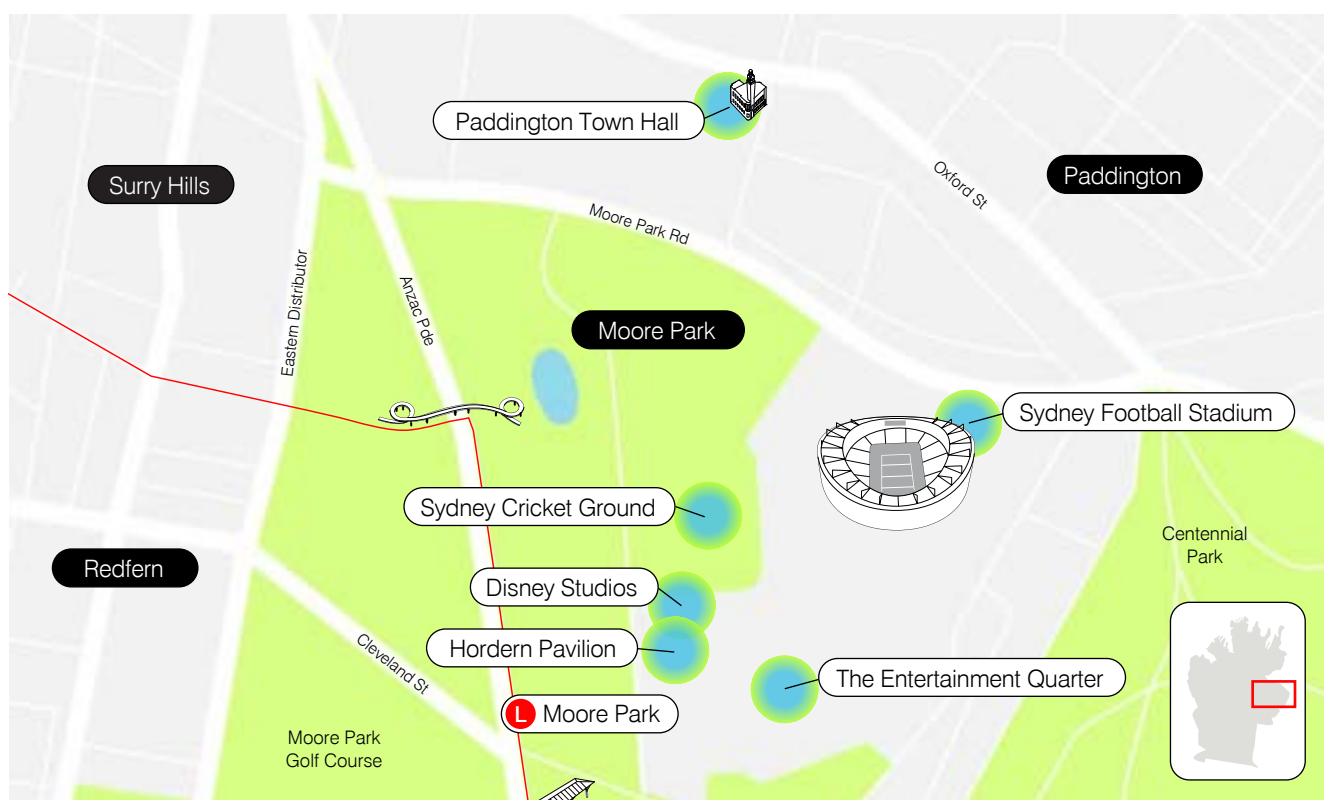 Paddington Town Hall
Surry Hills
Paddington
Oxford St
Moore Park Rd
Eastern Distributor
Anzac Pde
Moore Park
Sydney Football Stadium
Sydney Cricket Ground
Centennial
Park
Redfern
Disney Studios
Hordern Pavilion
Cleveland St
The Entertainment Quarter
L Moore Park
Moore Park
Golf Course